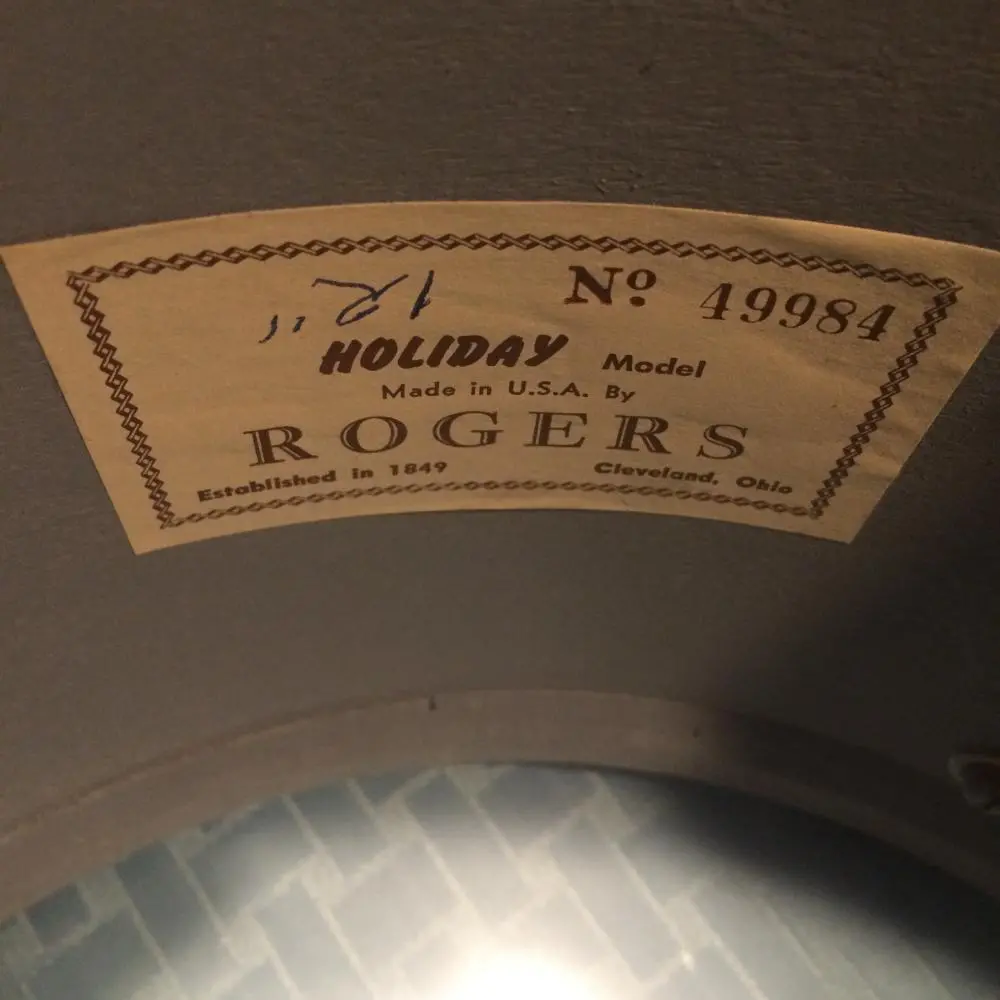 Nº 49984
12"
HOLIDAY Model
Made in U.S.A. By
ROGERS
Established in 1849 Cleveland, Ohio